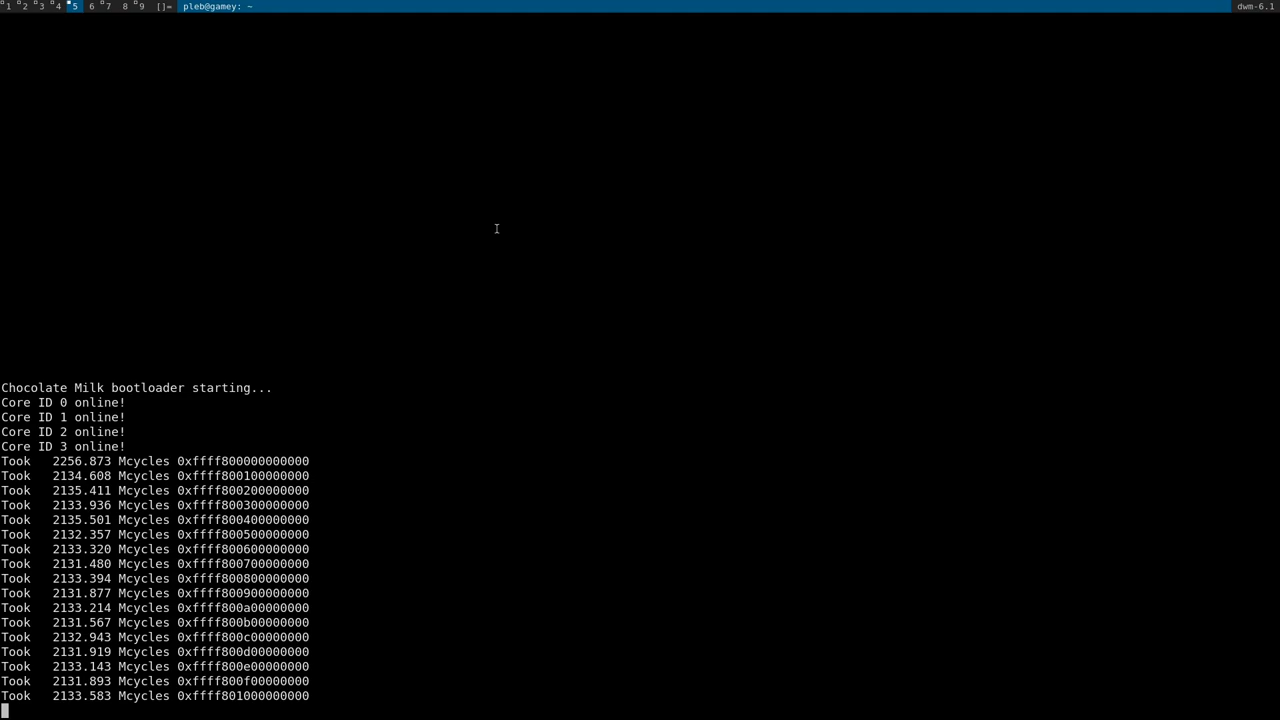 1 2 3 4 5 6 7 8 9 []= pleb@gamey: ~ dwm-6.1
Chocolate Milk bootloader starting...
Core ID 0 online!
Core ID 1 online!
Core ID 2 online!
Core ID 3 online!
Took   2256.873 Mcycles 0xffff800000000000
Took   2134.608 Mcycles 0xffff800100000000
Took   2135.411 Mcycles 0xffff800200000000
Took   2133.936 Mcycles 0xffff800300000000
Took   2135.501 Mcycles 0xffff800400000000
Took   2132.357 Mcycles 0xffff800500000000
Took   2133.320 Mcycles 0xffff800600000000
Took   2131.480 Mcycles 0xffff800700000000
Took   2133.394 Mcycles 0xffff800800000000
Took   2131.877 Mcycles 0xffff800900000000
Took   2133.214 Mcycles 0xffff800a00000000
Took   2131.567 Mcycles 0xffff800b00000000
Took   2132.943 Mcycles 0xffff800c00000000
Took   2131.919 Mcycles 0xffff800d00000000
Took   2133.143 Mcycles 0xffff800e00000000
Took   2131.893 Mcycles 0xffff800f00000000
Took   2133.583 Mcycles 0xffff801000000000